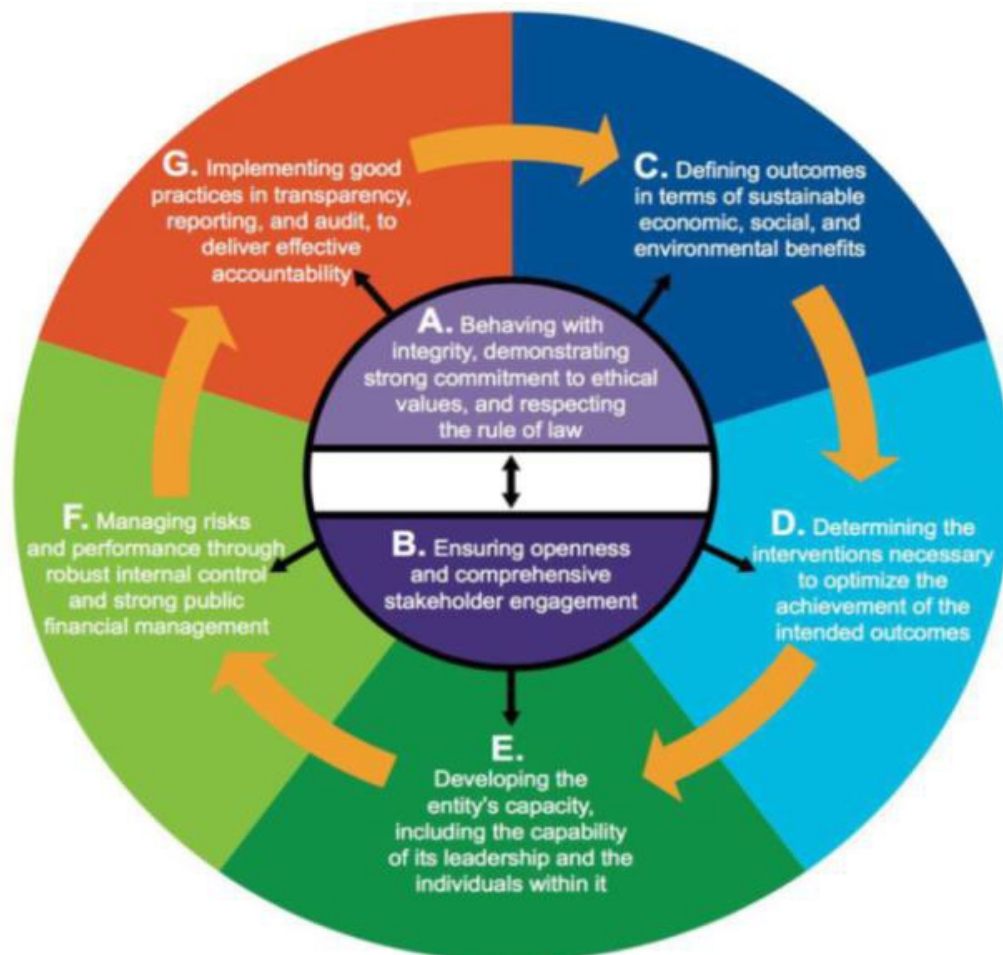 G. Implementing good
practices in transparency,
reporting, and audit, to
deliver effective
accountability
C. Defining outcomes
in terms of sustainable
economic, social, and
environmental benefits
A. Behaving with
integrity, demonstrating
strong commitment to ethical
values, and respecting
the rule of law
F. Managing risks
and performance through
robust internal control
and strong public
financial management
B. Ensuring openness
and comprehensive
stakeholder engagement
D. Determining the
interventions necessary
to optimize the
achievement of the
intended outcomes
E.
Developing the
entity's capacity,
including the capability
of its leadership and the
individuals within it